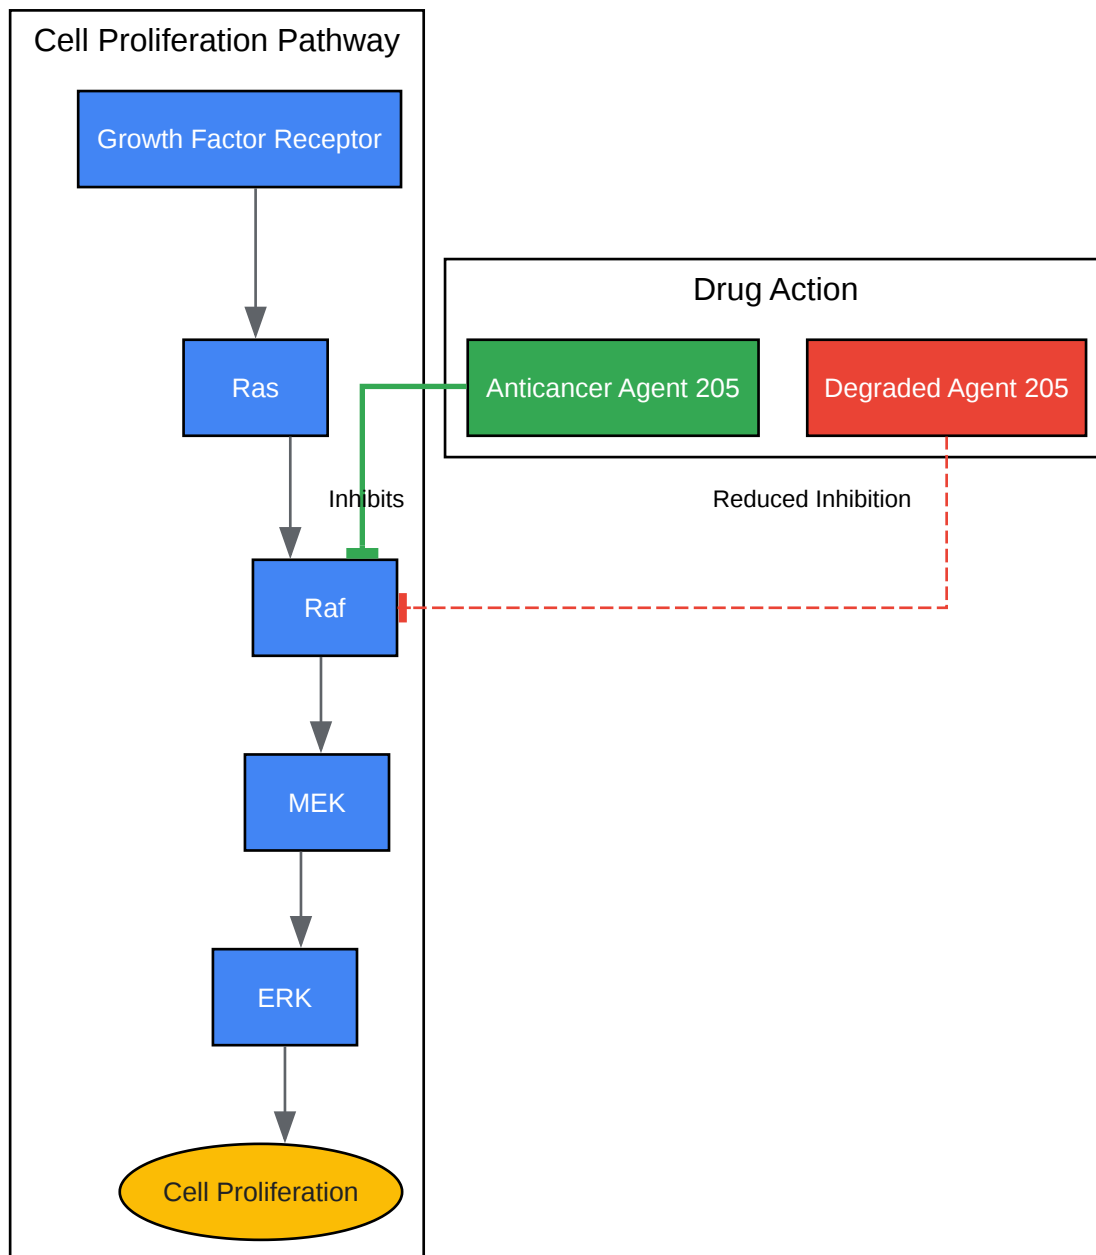 Cell Proliferation Pathway
Growth Factor Receptor
Drug Action
Ras
Anticancer Agent 205
Degraded Agent 205
Inhibits
Reduced Inhibition
Raf
MEK
ERK
Cell Proliferation